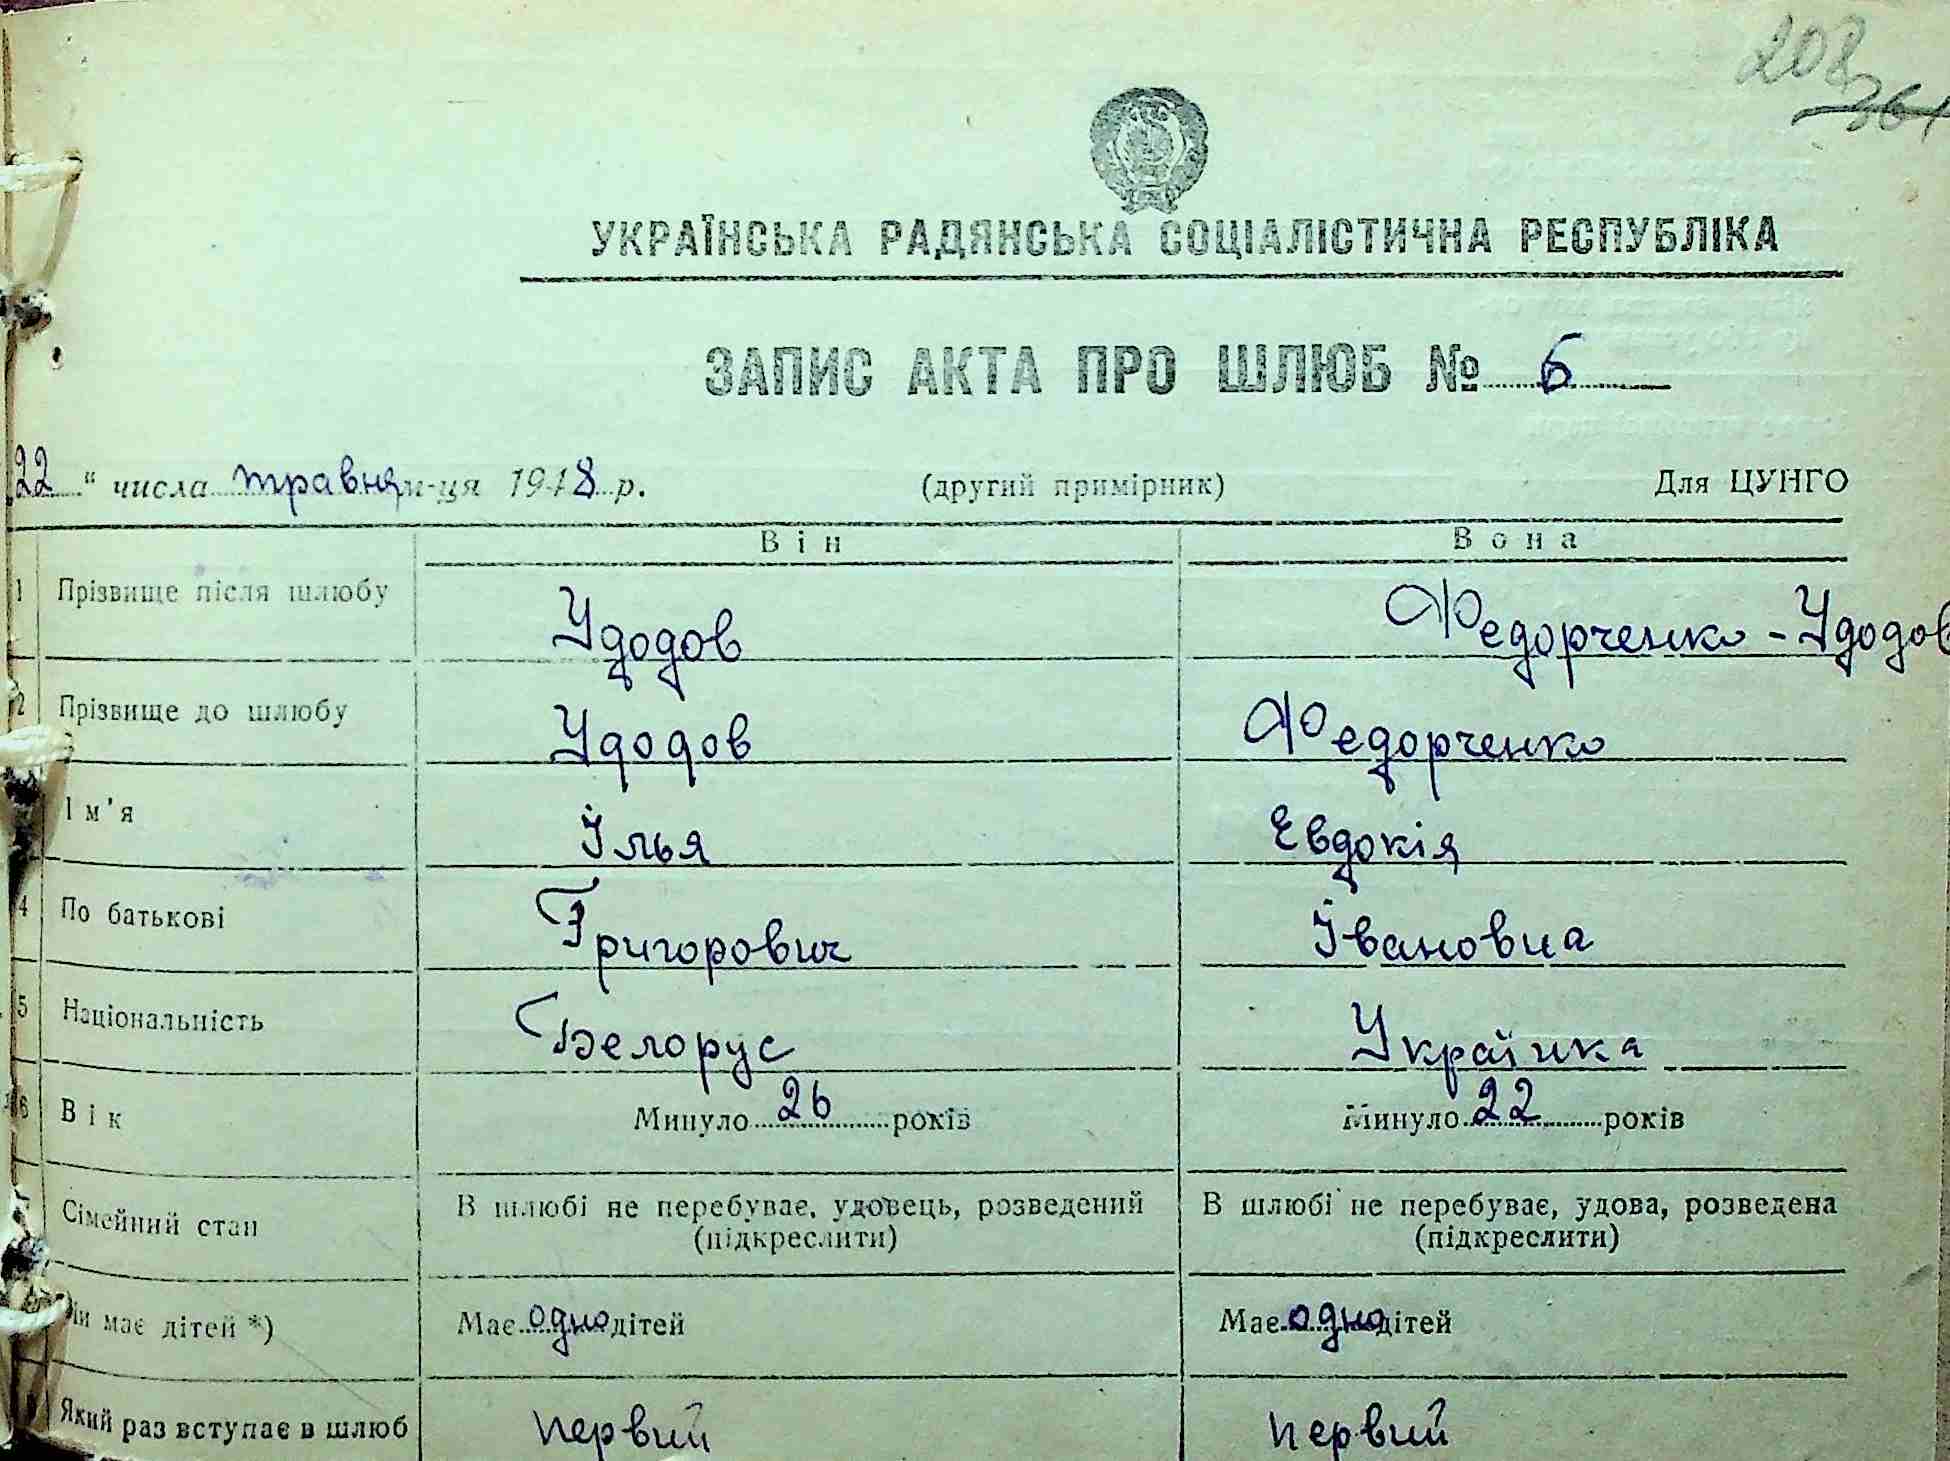 208
361
УКРАЇНСЬКА РАДЯНСЬКА СОЦІАЛІСТИЧНА РЕСПУБЛІКА
ЗАПИС АКТА ПРО ШЛЮБ № 6
22 " числа травня м-ця 1948 р. (другий примірник) Для ЦУНГО
Він Вона
1 Прізвище після шлюбу Удодов Федорченко-Удодов
2 Прізвище до шлюбу Удодов Федорченко
Ім'я Ілья Евдокія
4 По батькові Григорович Івановна
5 Національність Белорус Українка
6 Вік Минуло 26 років Минуло 22 років
Сімейний стан В шлюбі не перебуває, удовець, розведений (підкреслити) В шлюбі не перебуває, удова, розведена (підкреслити)
Чи має дітей *) Має одно дітей Має одно дітей
Який раз вступає в шлюб первий первий